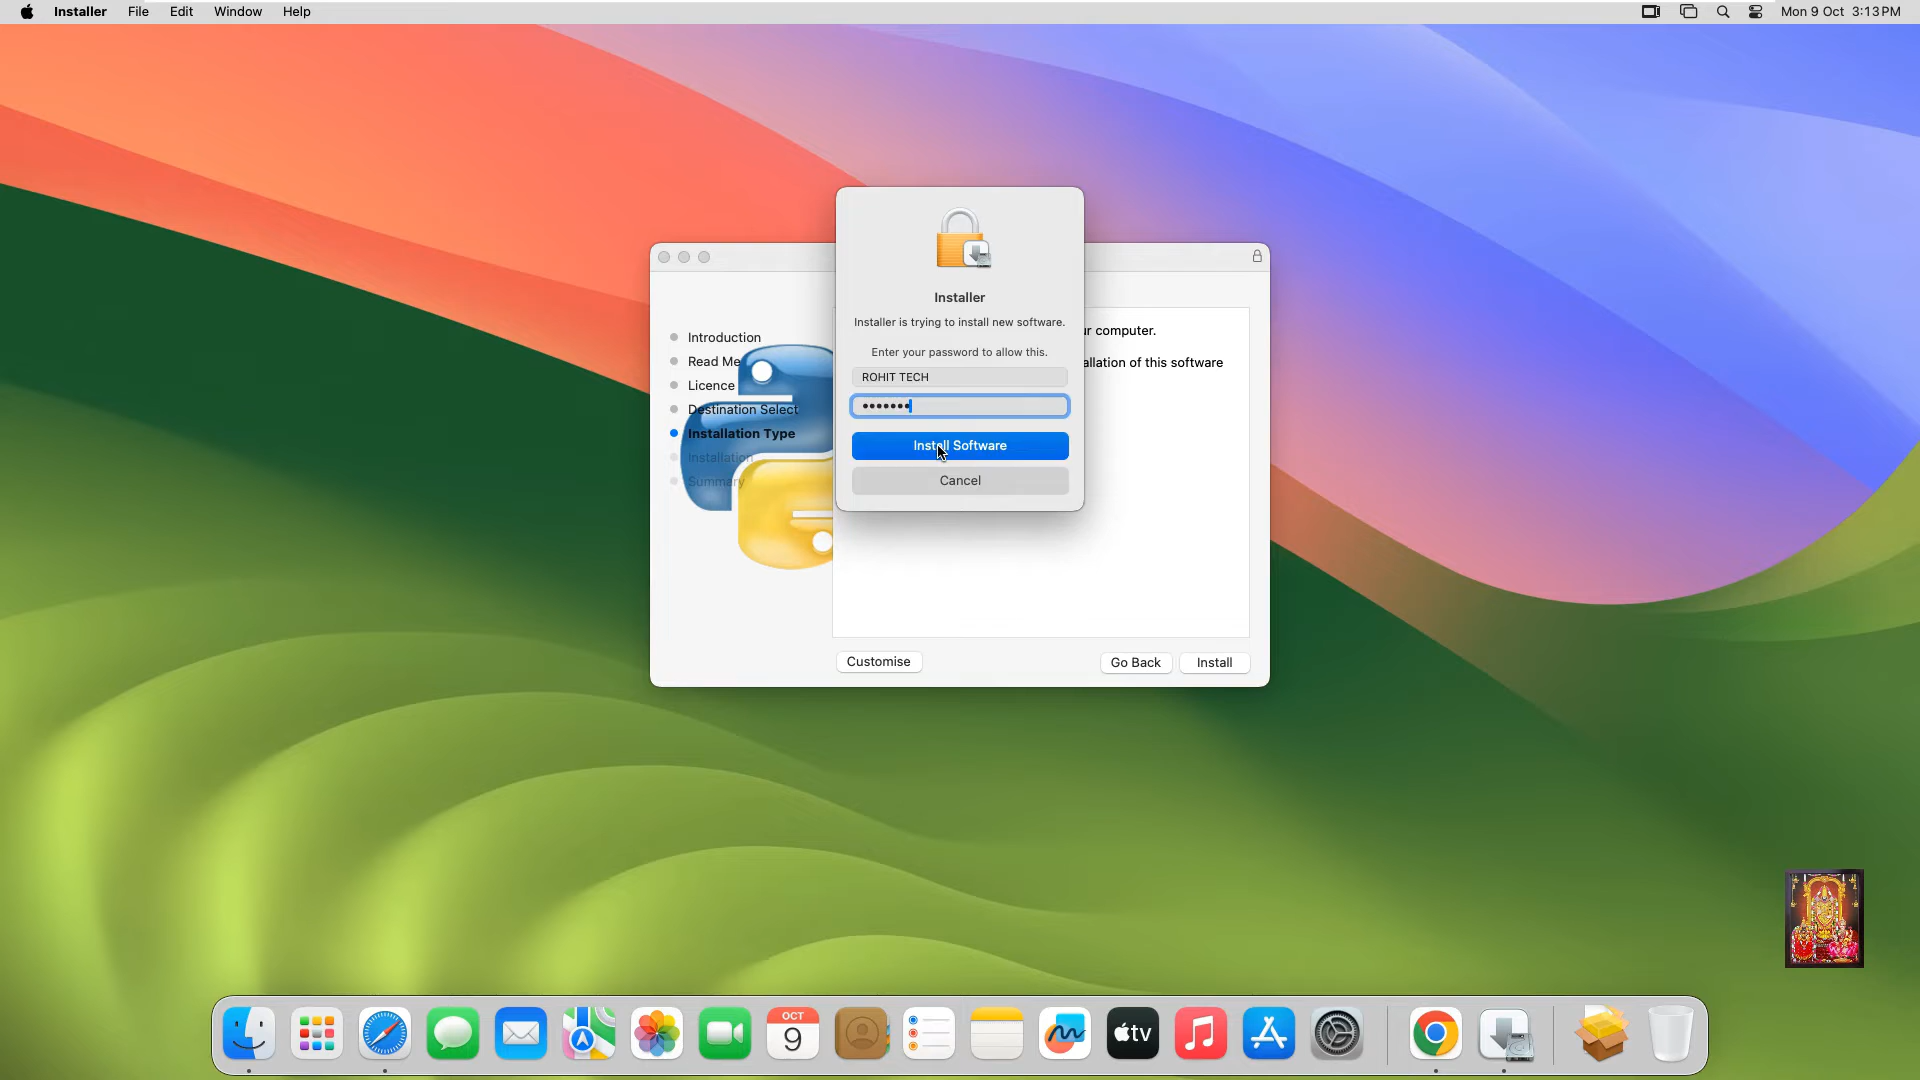 Installer File Edit Window Help
Mon 9 Oct 3:13 PM
Installer
Installer is trying to install new software.
Enter your password to allow this.
ROHIT TECH
•••••••
Install Software
Cancel
Introduction
Read Me
Licence
Destination Select
Installation Type
Installation
Summary
ur computer.
allation of this software
Customise
Go Back
Install
OCT
9
tv